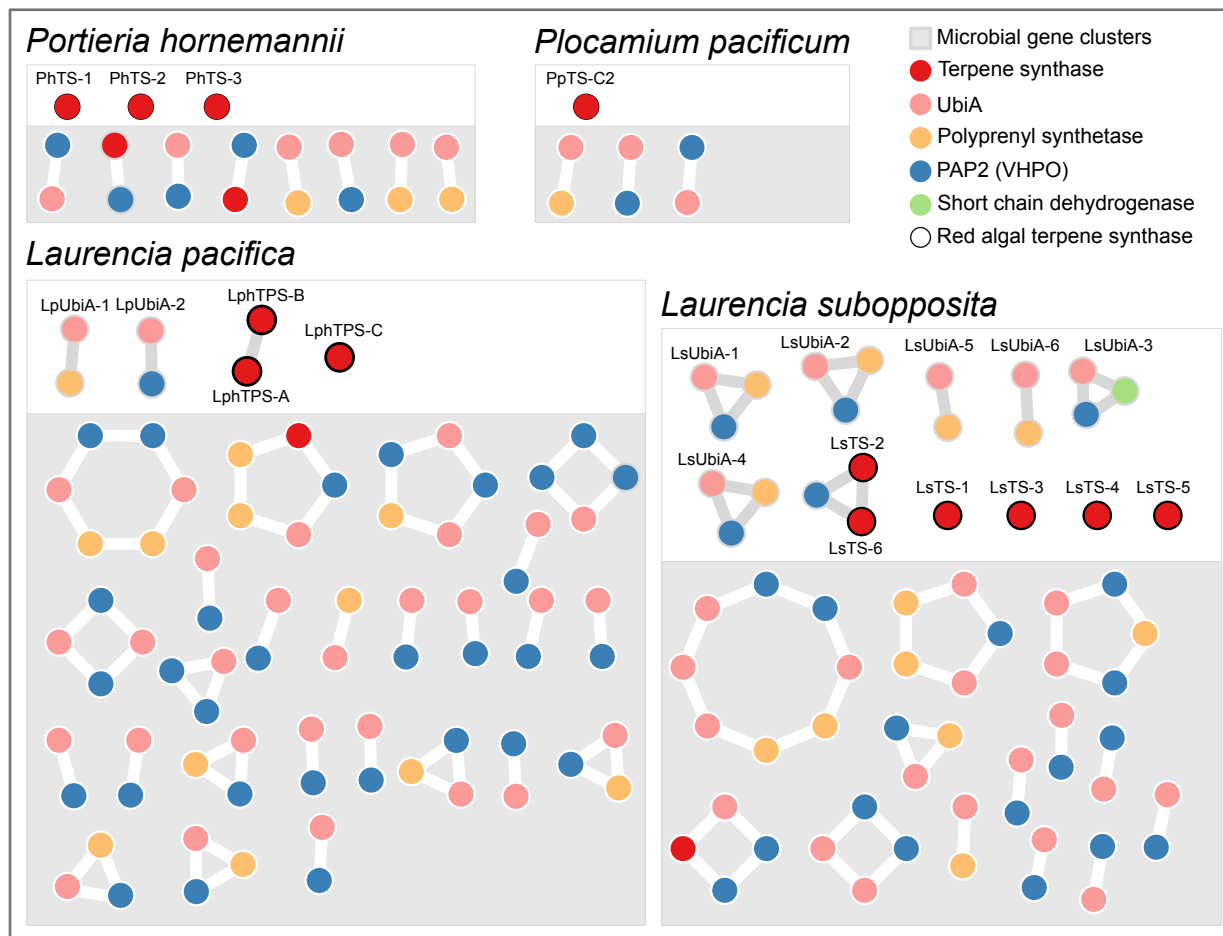 Portieria hornemannii
PhTS-1
PhTS-2
PhTS-3
Plocamium pacificum
PpTS-C2
Microbial gene clusters
Terpene synthase
UbiA
Polyprenyl synthetase
PAP2 (VHPO)
Short chain dehydrogenase
Red algal terpene synthase
Laurencia pacifica
LpUbiA-1
LpUbiA-2
LphTPS-B
LphTPS-C
LphTPS-A
Laurencia subopposita
LsUbiA-1
LsUbiA-2
LsUbiA-5
LsUbiA-6
LsUbiA-3
LsUbiA-4
LsTS-2
LsTS-6
LsTS-1
LsTS-3
LsTS-4
LsTS-5